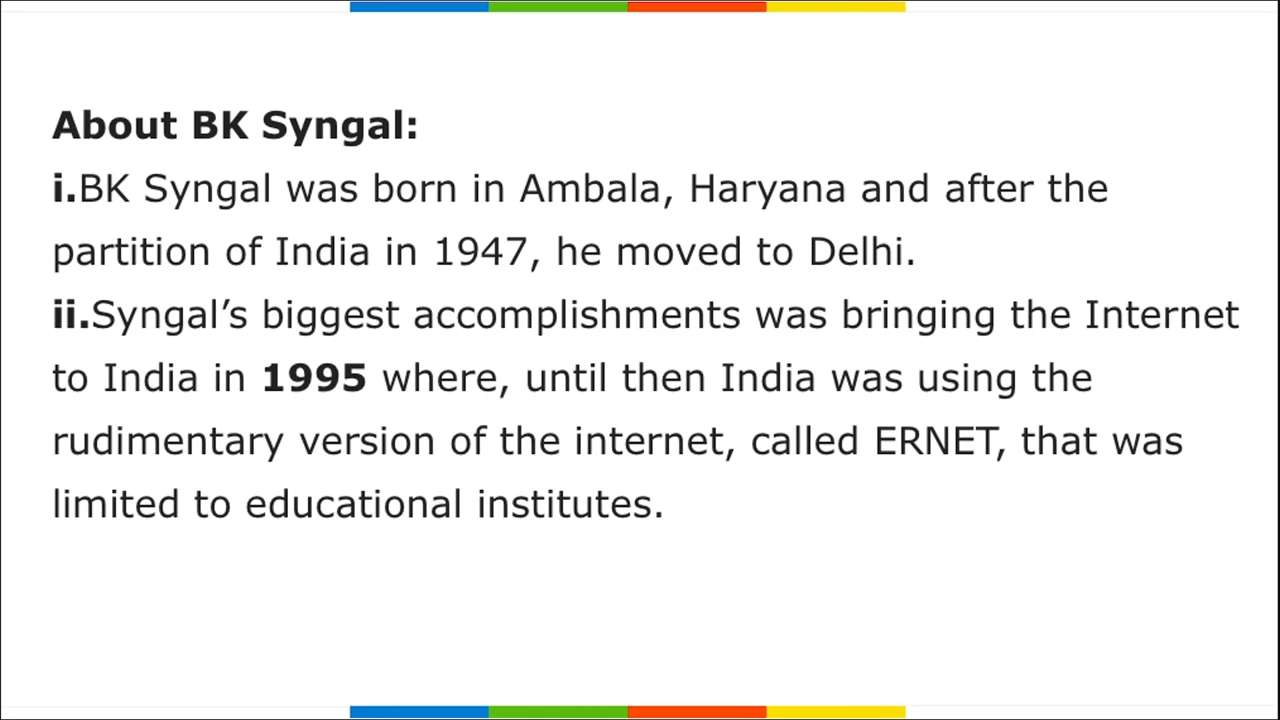 About BK Syngal:
i.BK Syngal was born in Ambala, Haryana and after the
partition of India in 1947, he moved to Delhi.
ii.Syngal’s biggest accomplishments was bringing the Internet
to India in 1995 where, until then India was using the
rudimentary version of the internet, called ERNET, that was
limited to educational institutes.